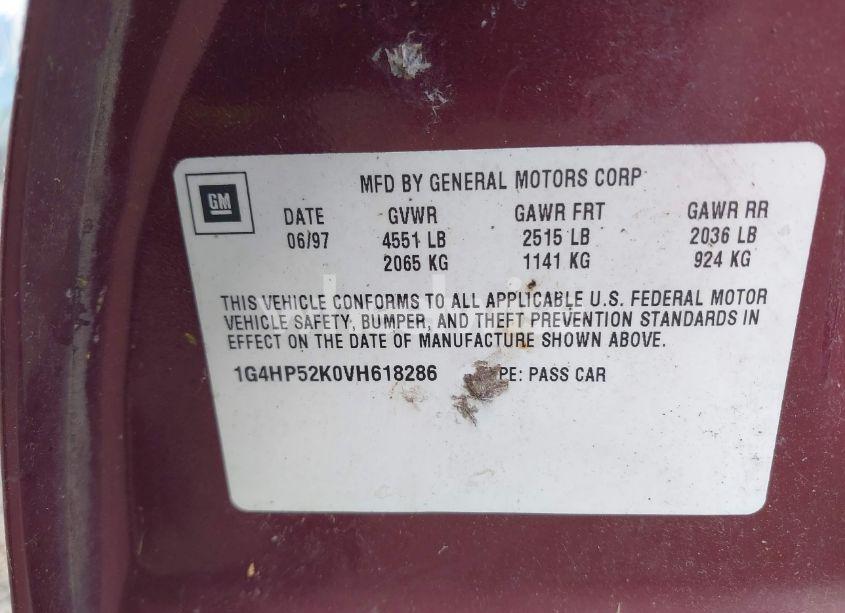 GM
MFD BY GENERAL MOTORS CORP
DATE GVWR GAWR FRT GAWR RR
06/97 4551 LB 2515 LB 2036 LB
2065 KG 1141 KG 924 KG
THIS VEHICLE CONFORMS TO ALL APPLICABLE U.S. FEDERAL MOTOR
VEHICLE SAFETY, BUMPER, AND THEFT PREVENTION STANDARDS IN
EFFECT ON THE DATE OF MANUFACTURE SHOWN ABOVE.
1G4HP52K0VH618286 PE: PASS CAR